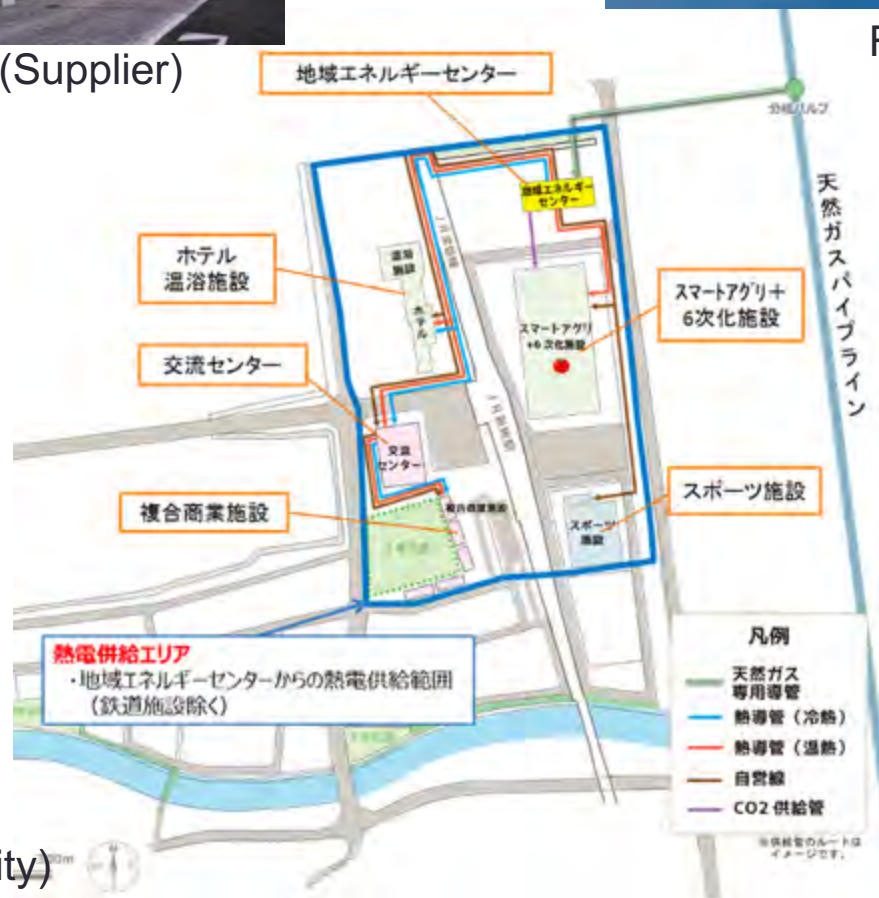 (Supplier)
地域エネルギーセンター
分岐バルブ
天然ガスパイプライン
地域エネルギー
センター
ホテル
温浴施設
温浴
施設
ホテル
スマートアグリ+
6次化施設
スマートアグリ
+6次化施設
交流センター
交流
センター
複合商業施設
複合商業施設
スポーツ施設
スポーツ
施設
熱電併給エリア
・地域エネルギーセンターからの熱電供給範囲
（鉄道施設除く）
凡例
天然ガス
専用導管
熱導管（冷熱）
熱導管（温熱）
自営線
CO2供給管
※供給管のルートは
イメージです。
ity)